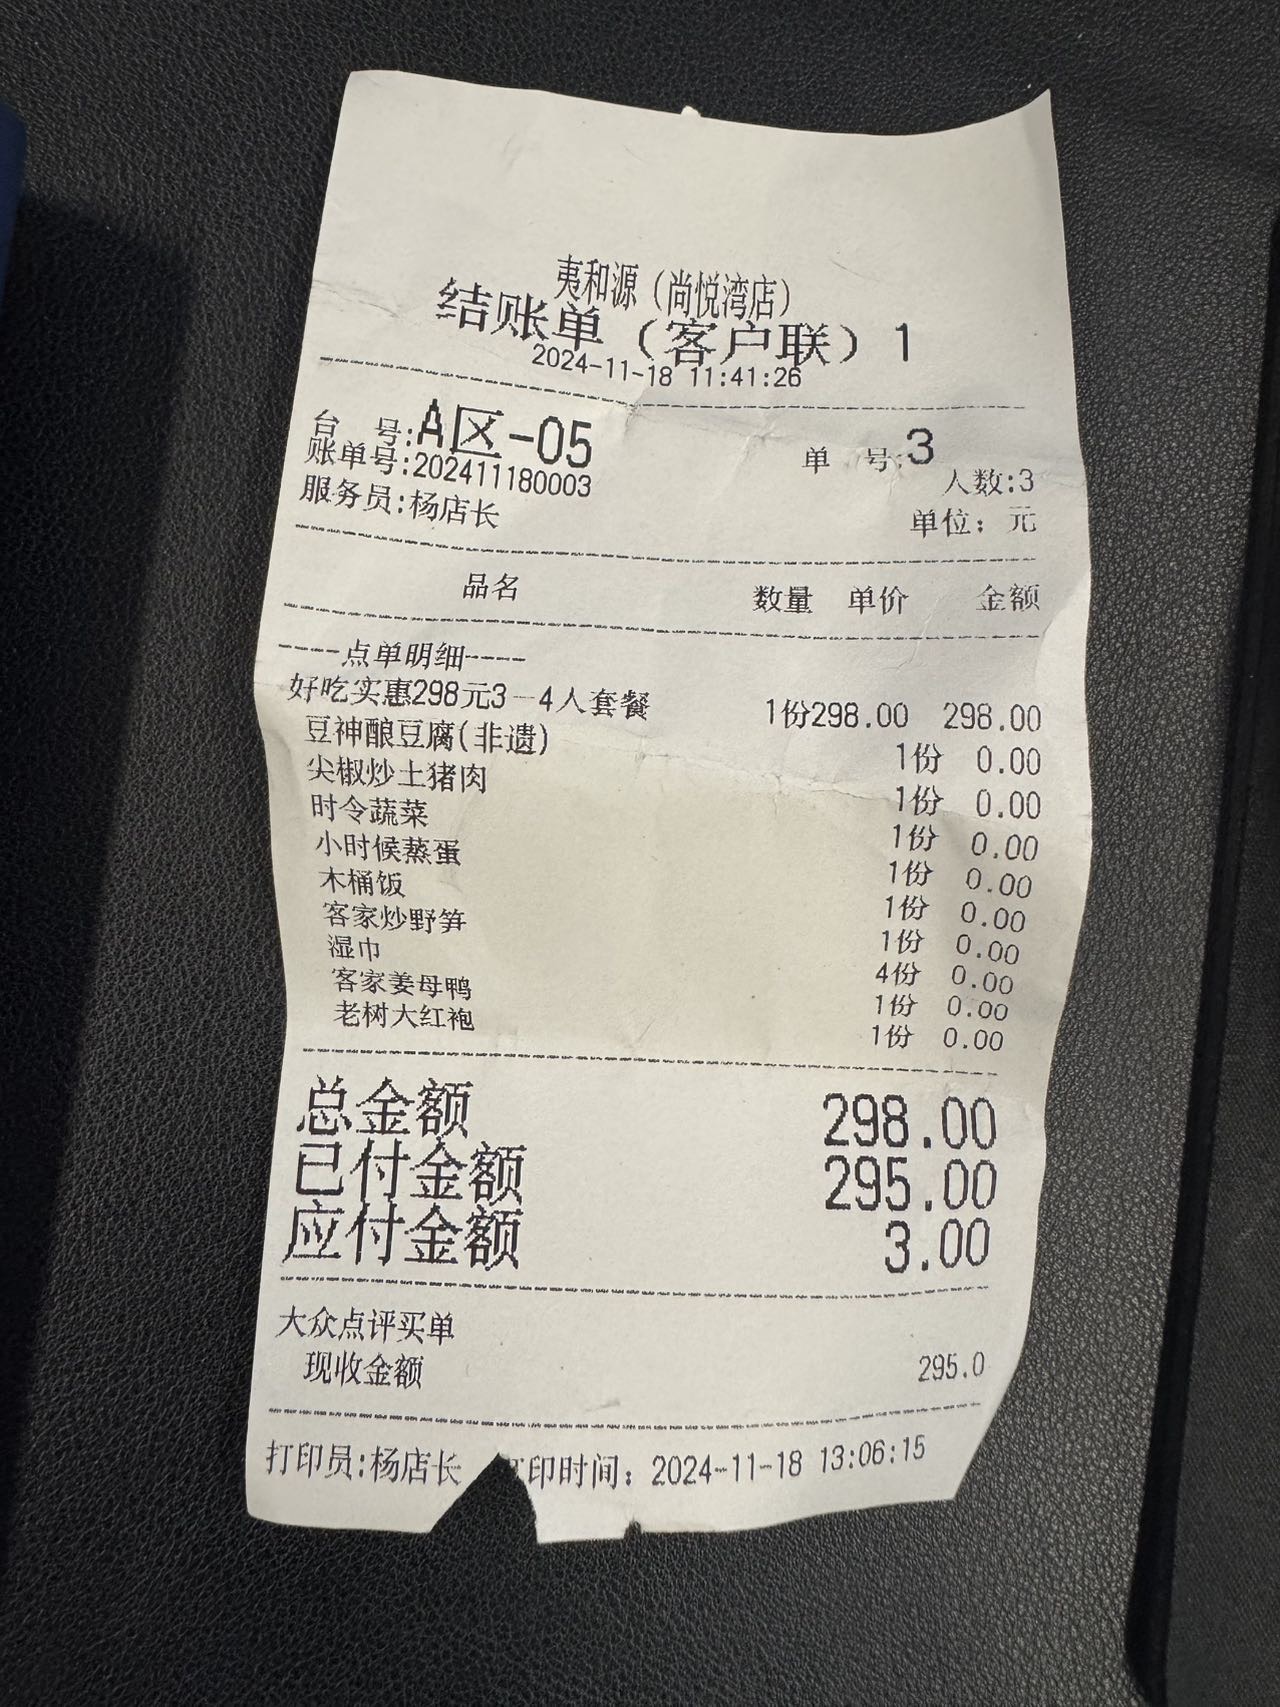 夷和源（尚悦湾店）
结账单（客户联）1
2024-11-18 11:41:26
台 号:A区-05 单 号:3
账单号:202411180003 人数:3
服务员:杨店长 单位：元
品名 数量 单价 金额
----点单明细----
好吃实惠298元3-4人套餐 1份298.00 298.00
豆神酿豆腐(非遗) 1份 0.00
尖椒炒土猪肉 1份 0.00
时令蔬菜 1份 0.00
小时候蒸蛋 1份 0.00
木桶饭 1份 0.00
客家炒野笋 1份 0.00
湿巾 4份 0.00
客家姜母鸭 1份 0.00
老树大红袍 1份 0.00
总金额 298.00
已付金额 295.00
应付金额 3.00
大众点评买单
现收金额 295.0
打印员:杨店长 印时间：2024-11-18 13:06:15